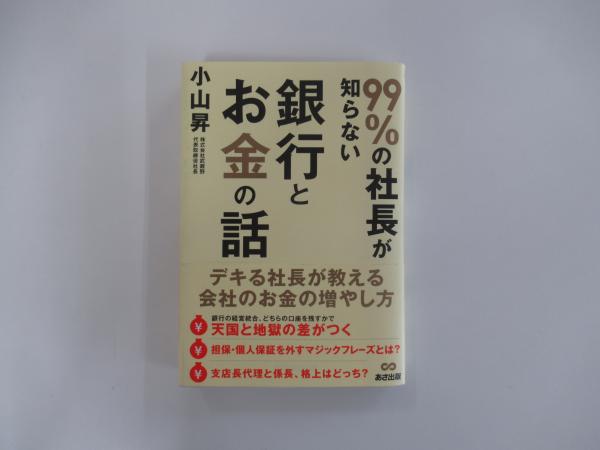 99%の社長が
知らない
銀行と
お金の話
小山昇
株式会社武蔵野
代表取締役社長
デキる社長が教える
会社のお金の増やし方
銀行の経営統合、どちらの口座を残すかで
¥ 天国と地獄の差がつく
¥ 担保・個人保証を外すマジックフレーズとは?
¥ 支店長代理と係長、格上はどっち?
あさ出版